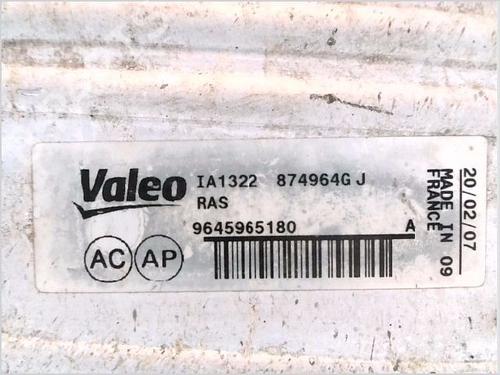 Valeo
IA1322 874964G J
RAS
9645965180 A
AC AP
MADE IN 09
FRANCE
20/02/07